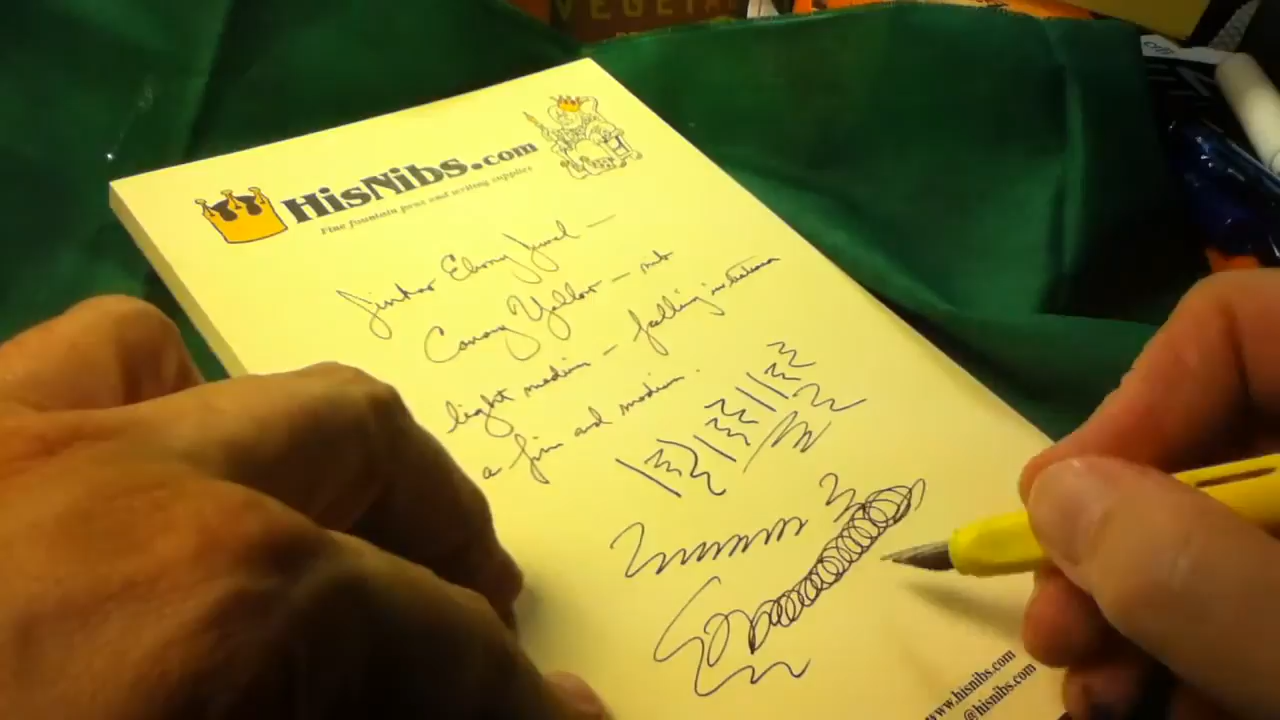 VEGETA
HisNibs.com
Fine fountain pens and writing supplies
Jinhao Ebony Jewel —
Canary Yellow — nib
light medium — falling in between
a fine and medium.
www.hisnibs.com
@hisnibs.com